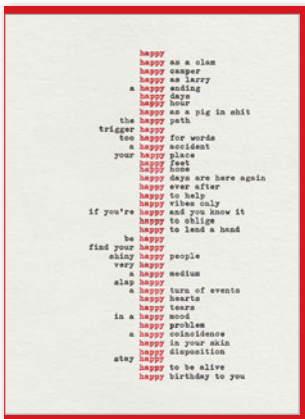 happy
happy as a clam
happy camper
happy as larry
a happy ending
happy days
happy hour
happy as a pig in shit
the happy path
trigger happy
too happy for words
a happy accident
your happy place
happy feet
happy home
happy days are here again
happy ever after
happy to help
happy vibes only
if you're happy and you know it
happy to oblige
happy to lend a hand
be happy
find your happy
shiny happy people
very happy
a happy medium
slap happy
a happy turn of events
happy hearts
happy tears
in a happy mood
happy problem
a happy coincidence
happy in your skin
happy disposition
stay happy
happy to be alive
happy birthday to you